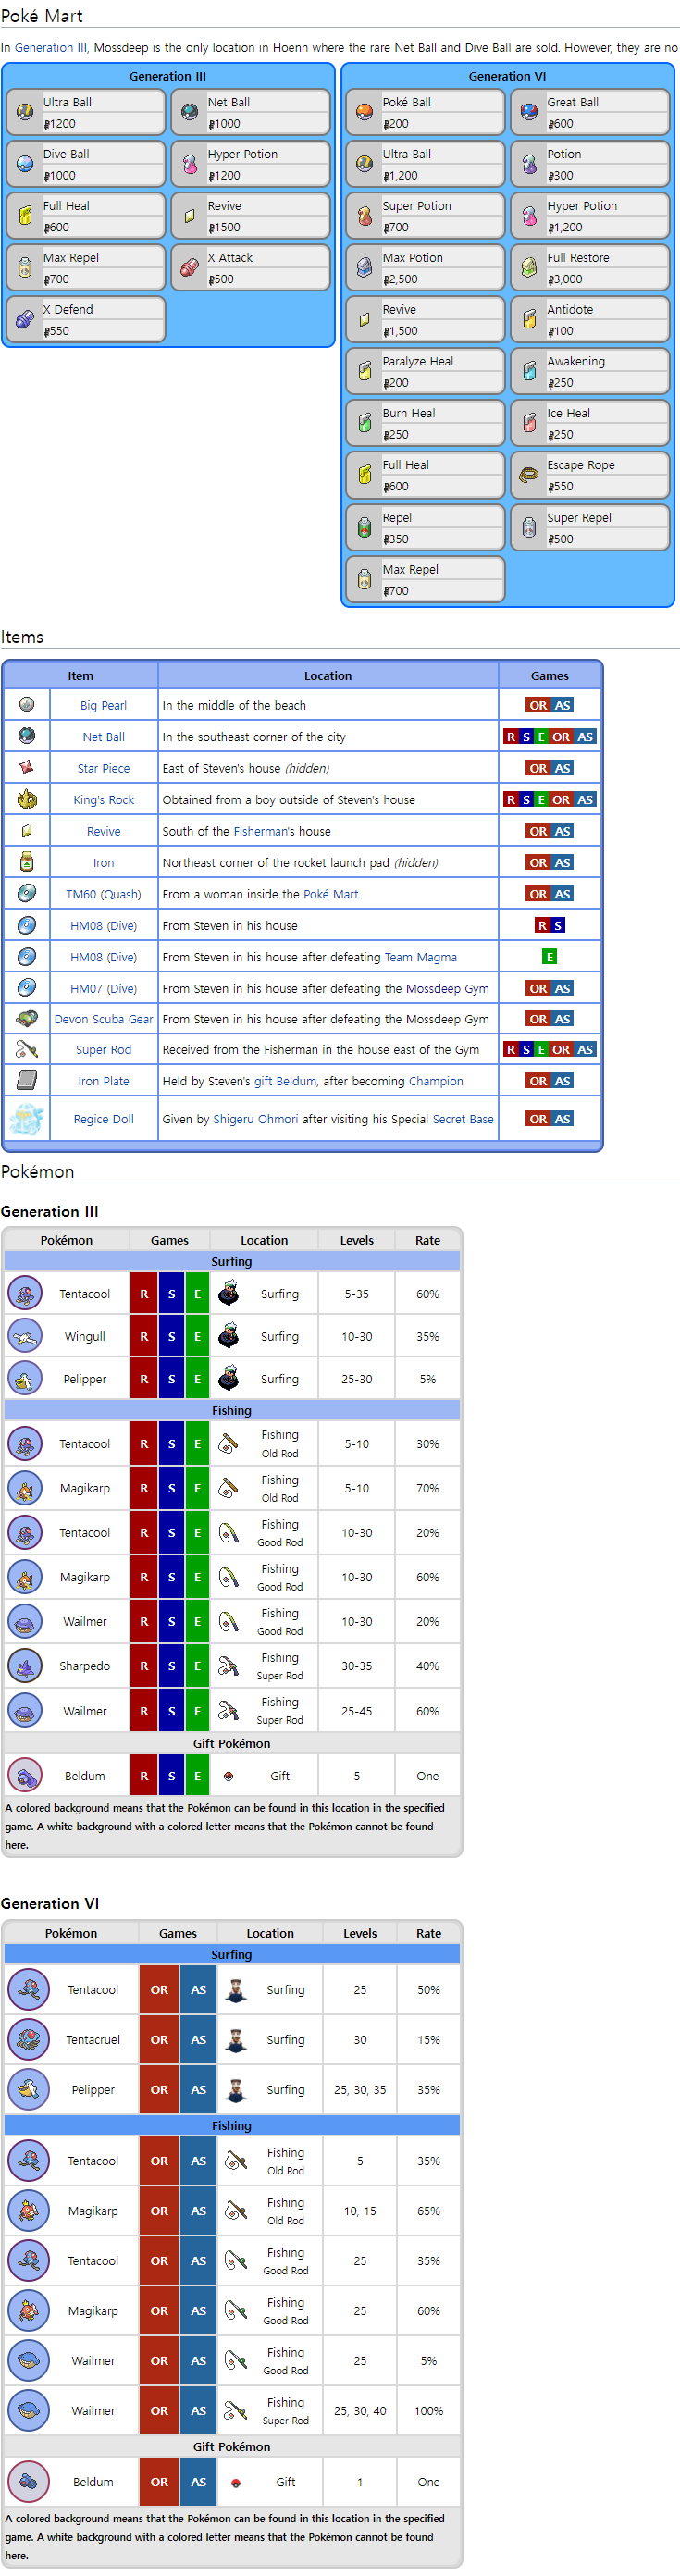 Poké Mart
In Generation III, Mossdeep is the only location in Hoenn where the rare Net Ball and Dive Ball are sold. However, they are no
Generation III
Ultra Ball Net Ball
₽1200 ₽1000
Dive Ball Hyper Potion
₽1000 ₽1200
Full Heal Revive
₽600 ₽1500
Max Repel X Attack
₽700 ₽500
X Defend
₽550
Generation VI
Poké Ball Great Ball
₽200 ₽600
Ultra Ball Potion
₽1,200 ₽300
Super Potion Hyper Potion
₽700 ₽1,200
Max Potion Full Restore
₽2,500 ₽3,000
Revive Antidote
₽1,500 ₽100
Paralyze Heal Awakening
₽200 ₽250
Burn Heal Ice Heal
₽250 ₽250
Full Heal Escape Rope
₽600 ₽550
Repel Super Repel
₽350 ₽500
Max Repel
₽700
Items
Item Location Games
Big Pearl In the middle of the beach OR AS
Net Ball In the southeast corner of the city R S E OR AS
Star Piece East of Steven's house (hidden) OR AS
King's Rock Obtained from a boy outside of Steven's house R S E OR AS
Revive South of the Fisherman's house OR AS
Iron Northeast corner of the rocket launch pad (hidden) OR AS
TM60 (Quash) From a woman inside the Poké Mart OR AS
HM08 (Dive) From Steven in his house R S
HM08 (Dive) From Steven in his house after defeating Team Magma E
HM07 (Dive) From Steven in his house after defeating the Mossdeep Gym OR AS
Devon Scuba Gear From Steven in his house after defeating the Mossdeep Gym OR AS
Super Rod Received from the Fisherman in the house east of the Gym R S E OR AS
Iron Plate Held by Steven's gift Beldum, after becoming Champion OR AS
Regice Doll Given by Shigeru Ohmori after visiting his Special Secret Base OR AS
Pokémon
Generation III
Pokémon Games Location Levels Rate
Surfing
Tentacool R S E Surfing 5-35 60%
Wingull R S E Surfing 10-30 35%
Pelipper R S E Surfing 25-30 5%
Fishing
Tentacool R S E Fishing Old Rod 5-10 30%
Magikarp R S E Fishing Old Rod 5-10 70%
Tentacool R S E Fishing Good Rod 10-30 20%
Magikarp R S E Fishing Good Rod 10-30 60%
Wailmer R S E Fishing Good Rod 10-30 20%
Sharpedo R S E Fishing Super Rod 30-35 40%
Wailmer R S E Fishing Super Rod 25-45 60%
Gift Pokémon
Beldum R S E Gift 5 One
A colored background means that the Pokémon can be found in this location in the specified
game. A white background with a colored letter means that the Pokémon cannot be found
here.
Generation VI
Pokémon Games Location Levels Rate
Surfing
Tentacool OR AS Surfing 25 50%
Tentacruel OR AS Surfing 30 15%
Pelipper OR AS Surfing 25, 30, 35 35%
Fishing
Tentacool OR AS Fishing Old Rod 5 35%
Magikarp OR AS Fishing Old Rod 10, 15 65%
Tentacool OR AS Fishing Good Rod 25 35%
Magikarp OR AS Fishing Good Rod 25 60%
Wailmer OR AS Fishing Good Rod 25 5%
Wailmer OR AS Fishing Super Rod 25, 30, 40 100%
Gift Pokémon
Beldum OR AS Gift 1 One
A colored background means that the Pokémon can be found in this location in the specified
game. A white background with a colored letter means that the Pokémon cannot be found
here.